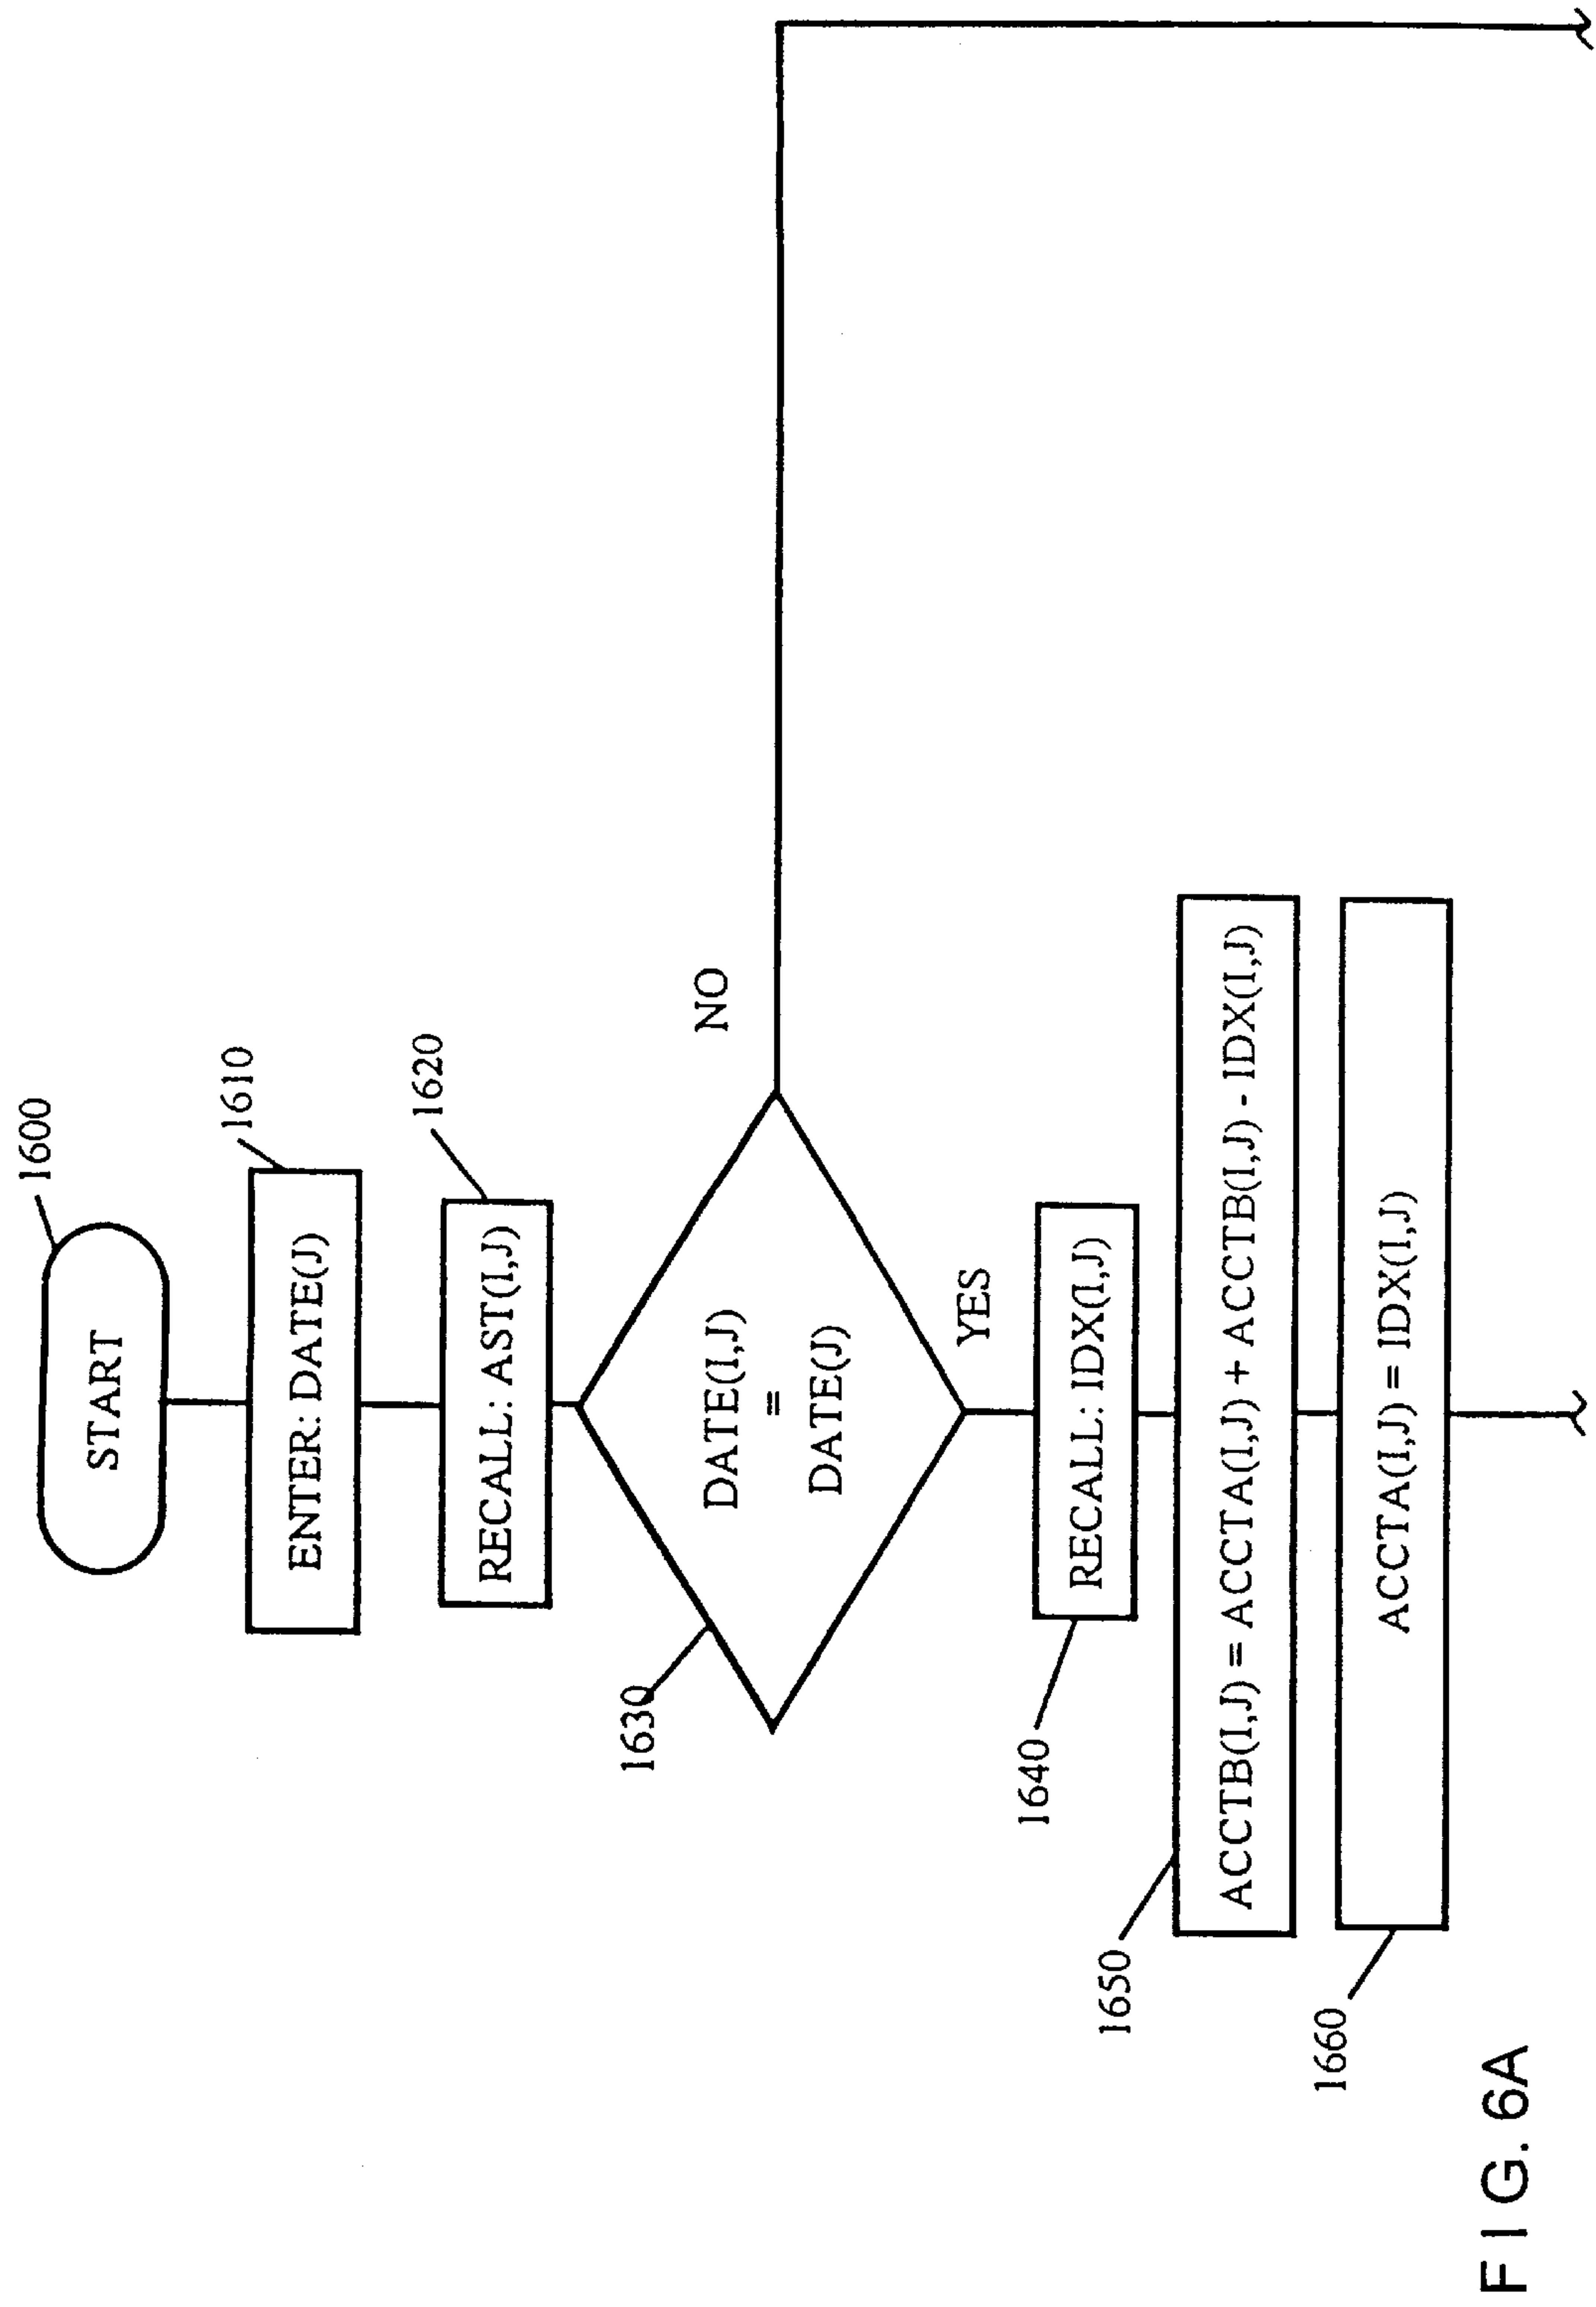 1600
START
1610
ENTER: DATE(J)
1620
RECALL: AST(I,J)
1630
DATE(I,J)
=
DATE(J)
NO
YES
1640
RECALL: IDX(I,J)
1650
ACCTB(I,J) = ACCTA(I,J) + ACCTB(I,J) - IDX(I,J)
1660
ACCTA(I,J) = IDX(I,J)
FIG. 6A